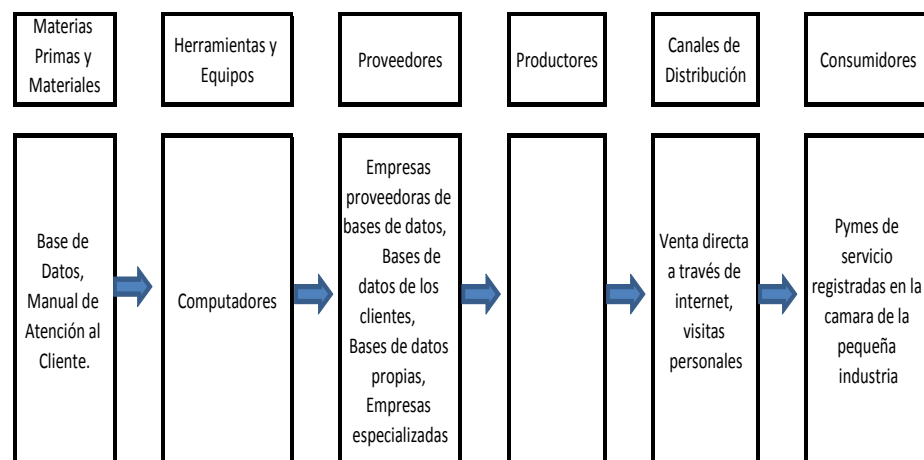 Materias
Primas y
Materiales
Herramientas y
Equipos
Proveedores
Productores
Canales de
Distribución
Consumidores
Base de
Datos,
Manual de
Atención al
Cliente.
Computadores
Empresas
proveedoras de
bases de datos,
Bases de
datos de los
clientes,
Bases de datos
propias,
Empresas
especializadas
Venta directa
a través de
internet,
visitas
personales
Pymes de
servicio
registradas en la
camara de la
pequeña
industria